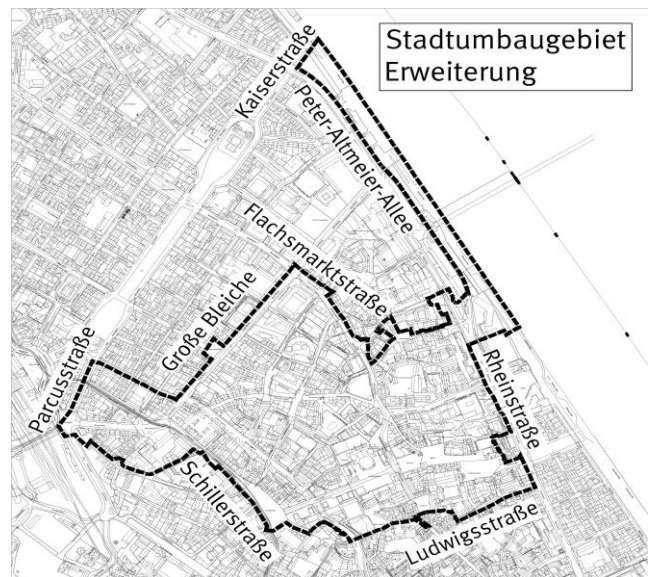 Stadtumbaugebiet
Erweiterung
Kaiserstraße
Peter-Altmeier-Allee
Flachsmarktstraße
Große Bleiche
Parcusstraße
Rheinstraße
Schillerstraße
Ludwigsstraße